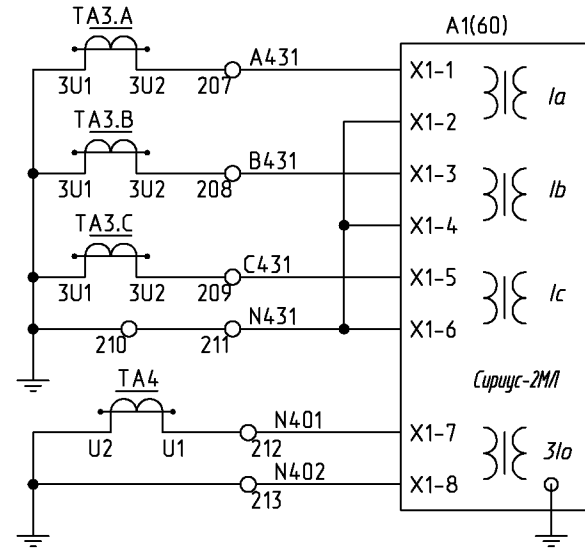 TA3.A
A1(60)
A431
X1-1
3U1 3U2 207
Ia
X1-2
TA3.B
B431
X1-3
3U1 3U2 208
Ib
X1-4
TA3.C
C431
X1-5
3U1 3U2 209
Ic
N431
X1-6
210 211
TA4
Сириус-2МЛ
N401
X1-7
U2 U1 212
3Iо
N402
X1-8
213